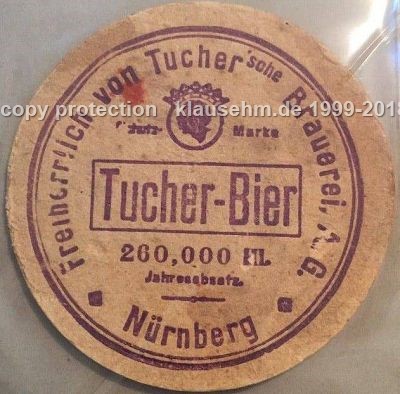 Freiherrlich von Tucher'sche Brauerei, A. G.
copy protection klausehm.de 1999-2018
Schutz- Marke
Tucher-Bier
260,000 Hl.
Jahresabsatz.
Nürnberg